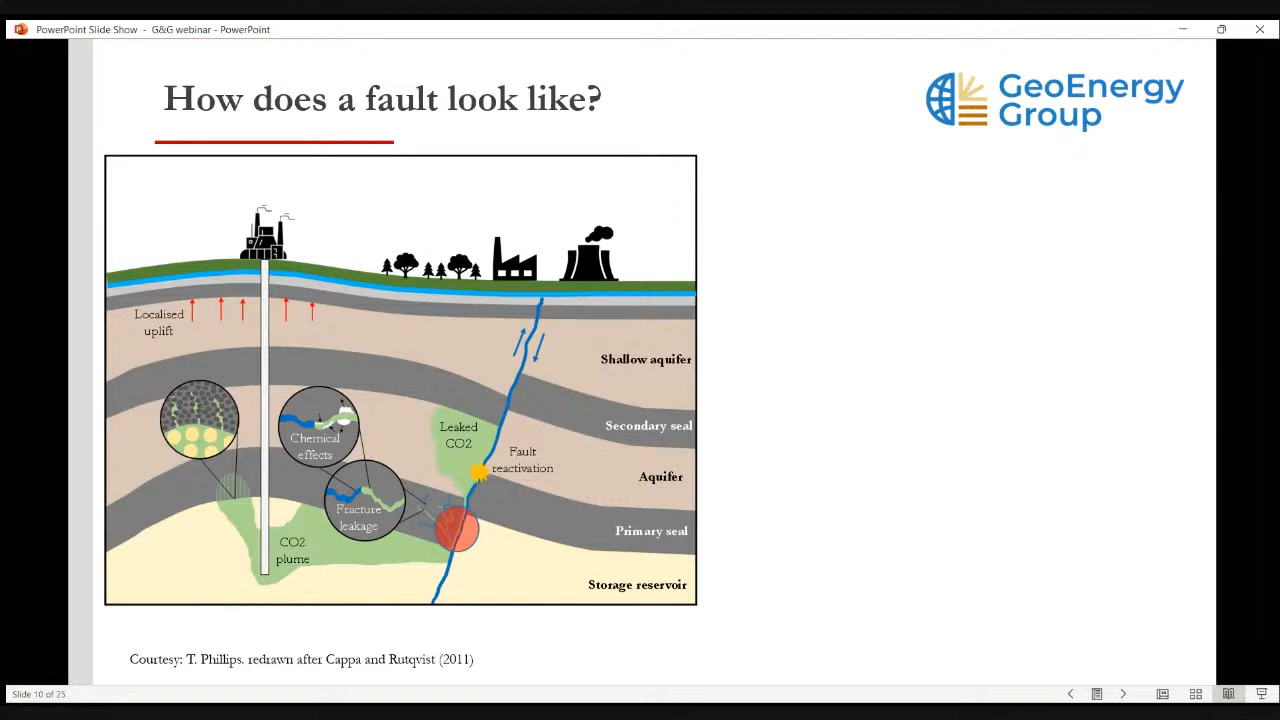 PowerPoint Slide Show - G&G webinar - PowerPoint
How does a fault look like?
GeoEnergy
Group
Localised
uplift
Shallow aquifer
Secondary seal
Chemical
effects
Leaked
CO2
Fault
reactivation
Aquifer
Fracture
leakage
Primary seal
CO2
plume
Storage reservoir
Courtesy: T. Phillips. redrawn after Cappa and Rutqvist (2011)
Slide 10 of 25